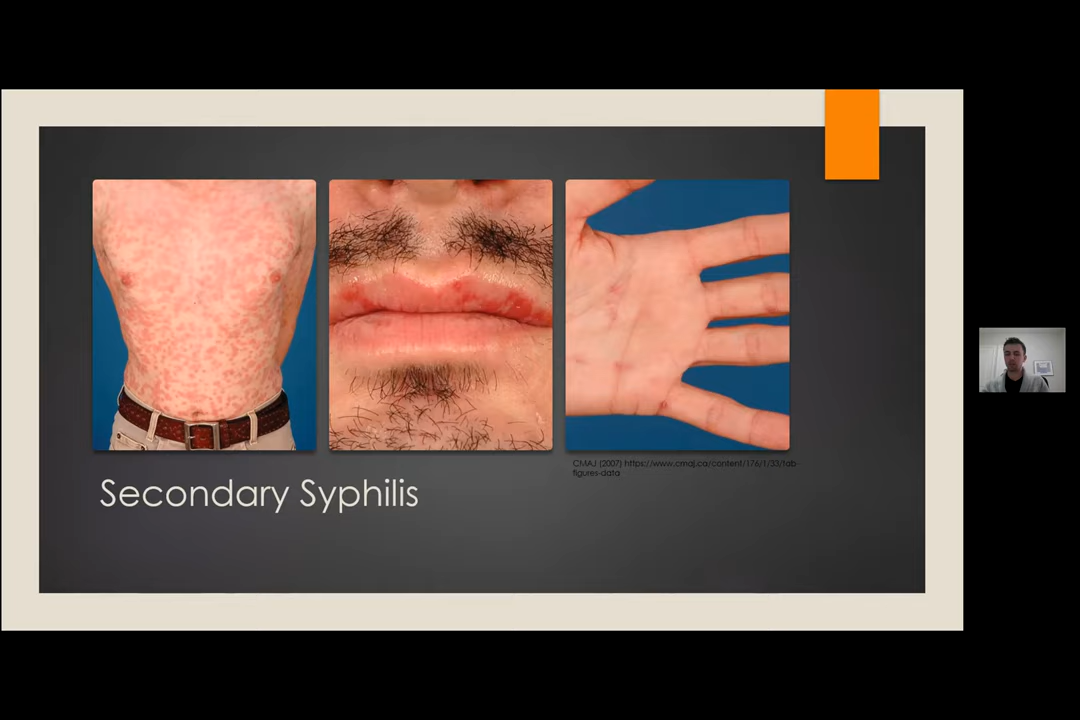 CMAJ (2007) https://www.cmaj.ca/content/176/1/33/tab-
figures-data
Secondary Syphilis